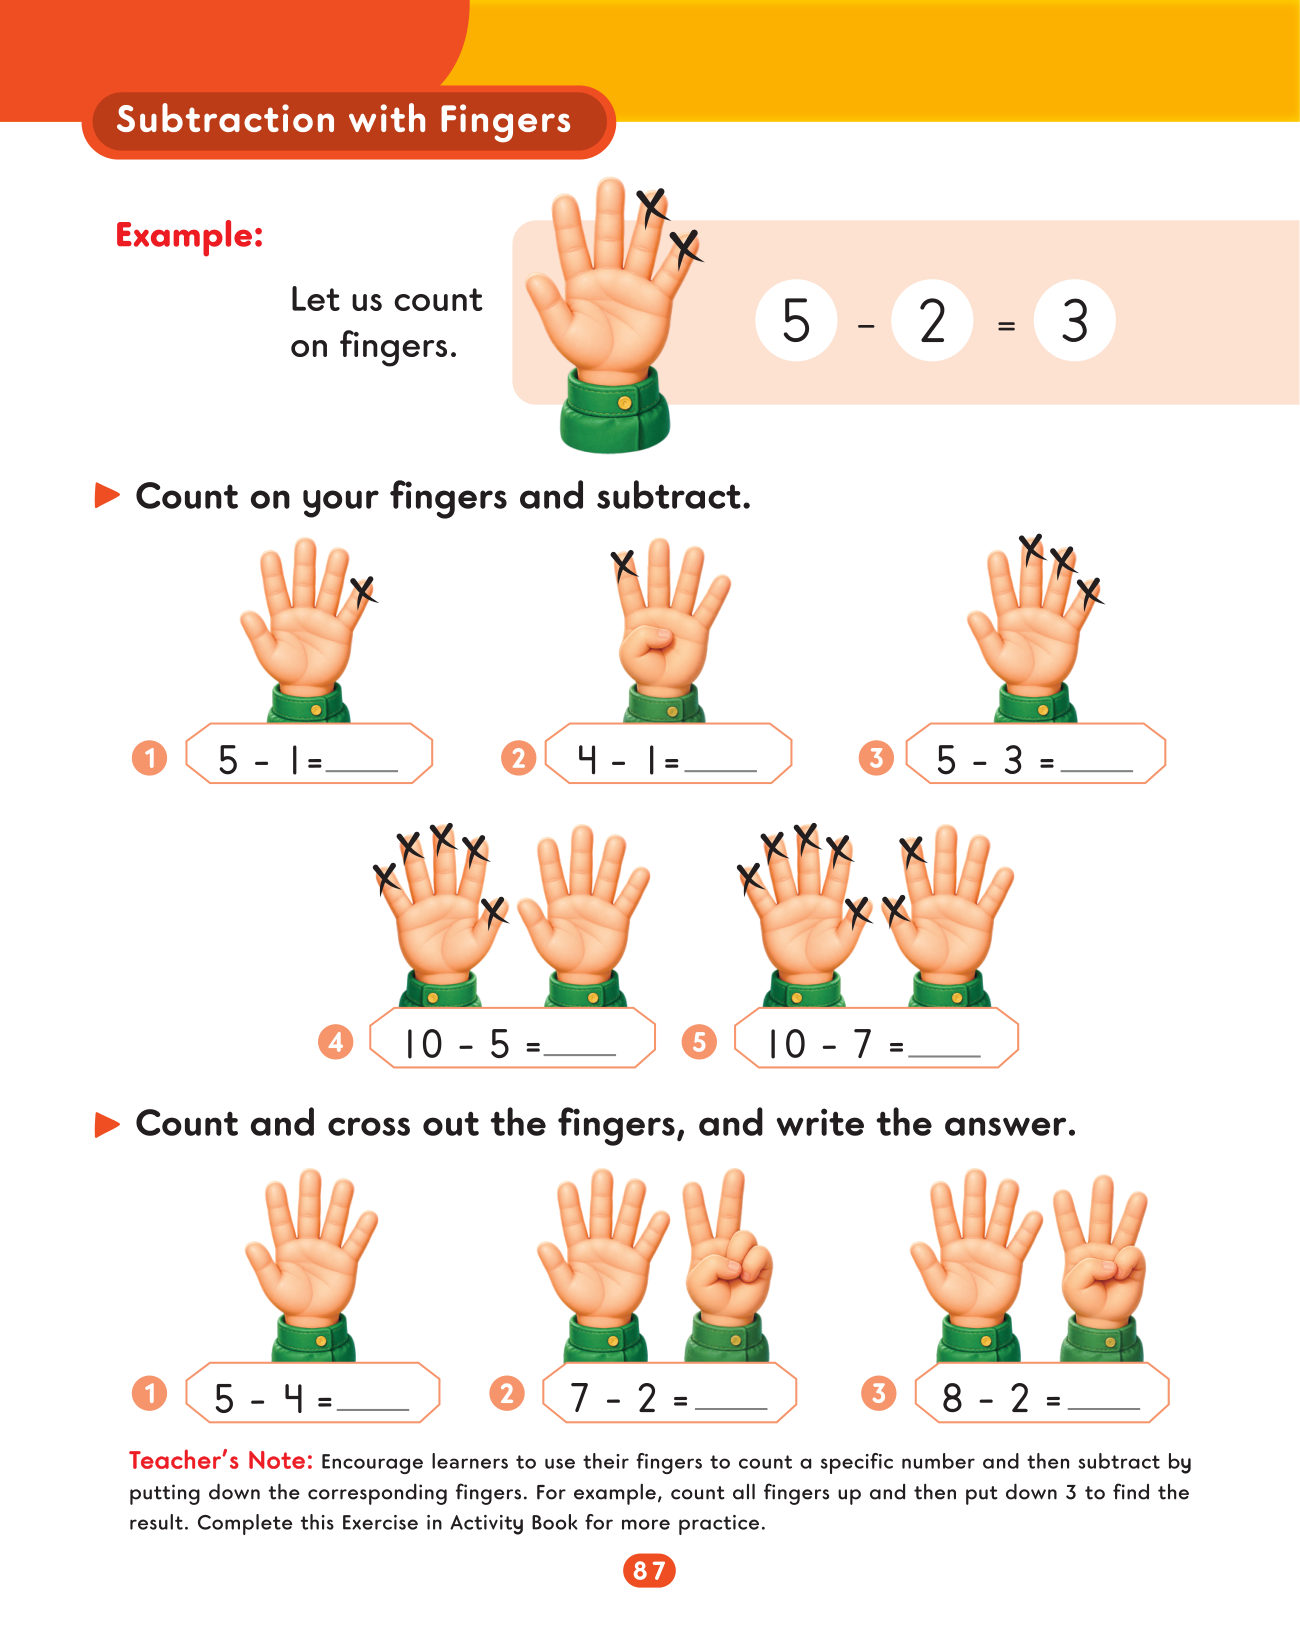 Subtraction with Fingers
Example:
Let us count
on fingers.
5 - 2 = 3
Count on your fingers and subtract.
1 5 - 1 = ____
2 4 - 1 = ____
3 5 - 3 = ____
4 10 - 5 = ____
5 10 - 7 = ____
Count and cross out the fingers, and write the answer.
1 5 - 4 = ____
2 7 - 2 = ____
3 8 - 2 = ____
Teacher's Note: Encourage learners to use their fingers to count a specific number and then subtract by
putting down the corresponding fingers. For example, count all fingers up and then put down 3 to find the
result. Complete this Exercise in Activity Book for more practice.
87